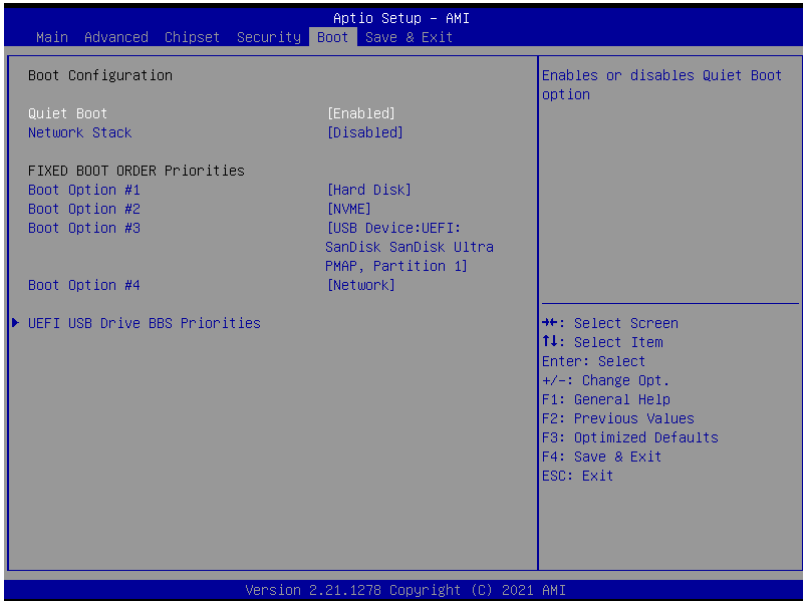 Aptio Setup – AMI
Main Advanced Chipset Security Boot Save & Exit
Boot Configuration
Quiet Boot [Enabled]
Network Stack [Disabled]
FIXED BOOT ORDER Priorities
Boot Option #1 [Hard Disk]
Boot Option #2 [NVME]
Boot Option #3 [USB Device:UEFI:
SanDisk SanDisk Ultra
PMAP, Partition 1]
Boot Option #4 [Network]
UEFI USB Drive BBS Priorities
Enables or disables Quiet Boot
option
→←: Select Screen
↑↓: Select Item
Enter: Select
+/-: Change Opt.
F1: General Help
F2: Previous Values
F3: Optimized Defaults
F4: Save & Exit
ESC: Exit
Version 2.21.1278 Copyright (C) 2021 AMI